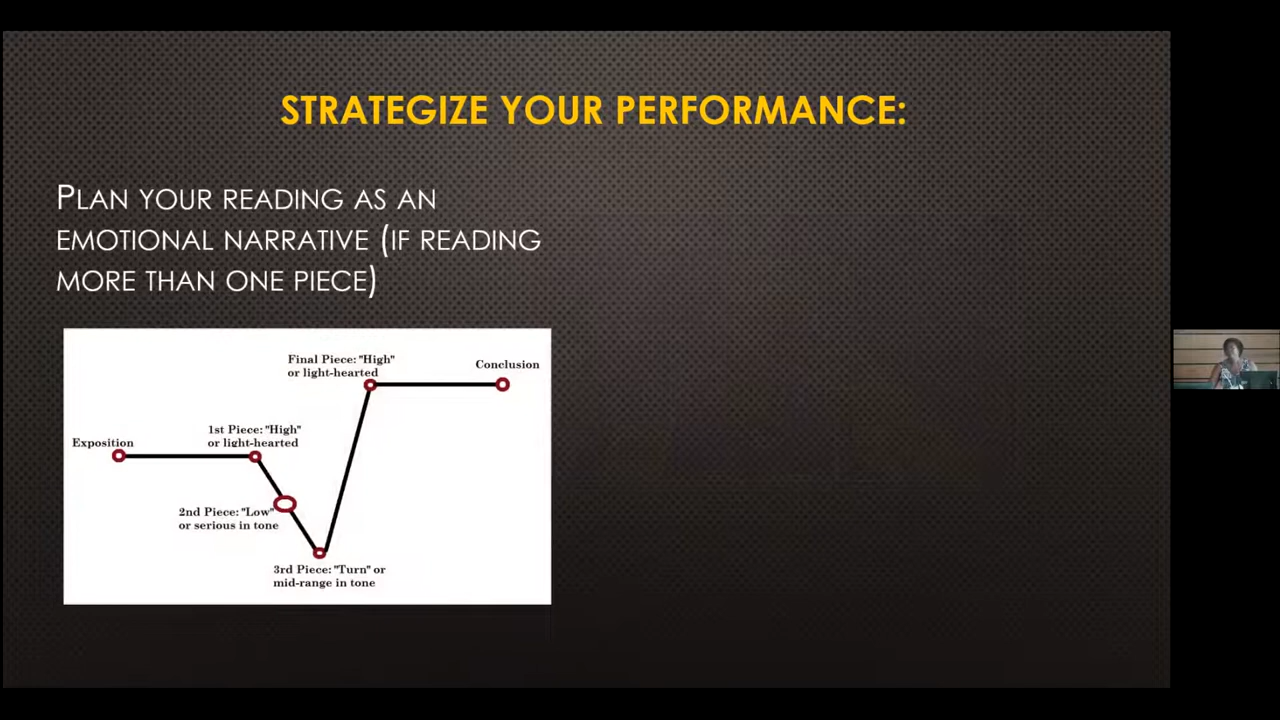 STRATEGIZE YOUR PERFORMANCE:
PLAN YOUR READING AS AN
EMOTIONAL NARRATIVE (IF READING
MORE THAN ONE PIECE)
Final Piece: "High"
or light-hearted
Conclusion
1st Piece: "High"
or light-hearted
Exposition
2nd Piece: "Low"
or serious in tone
3rd Piece: "Turn" or
mid-range in tone